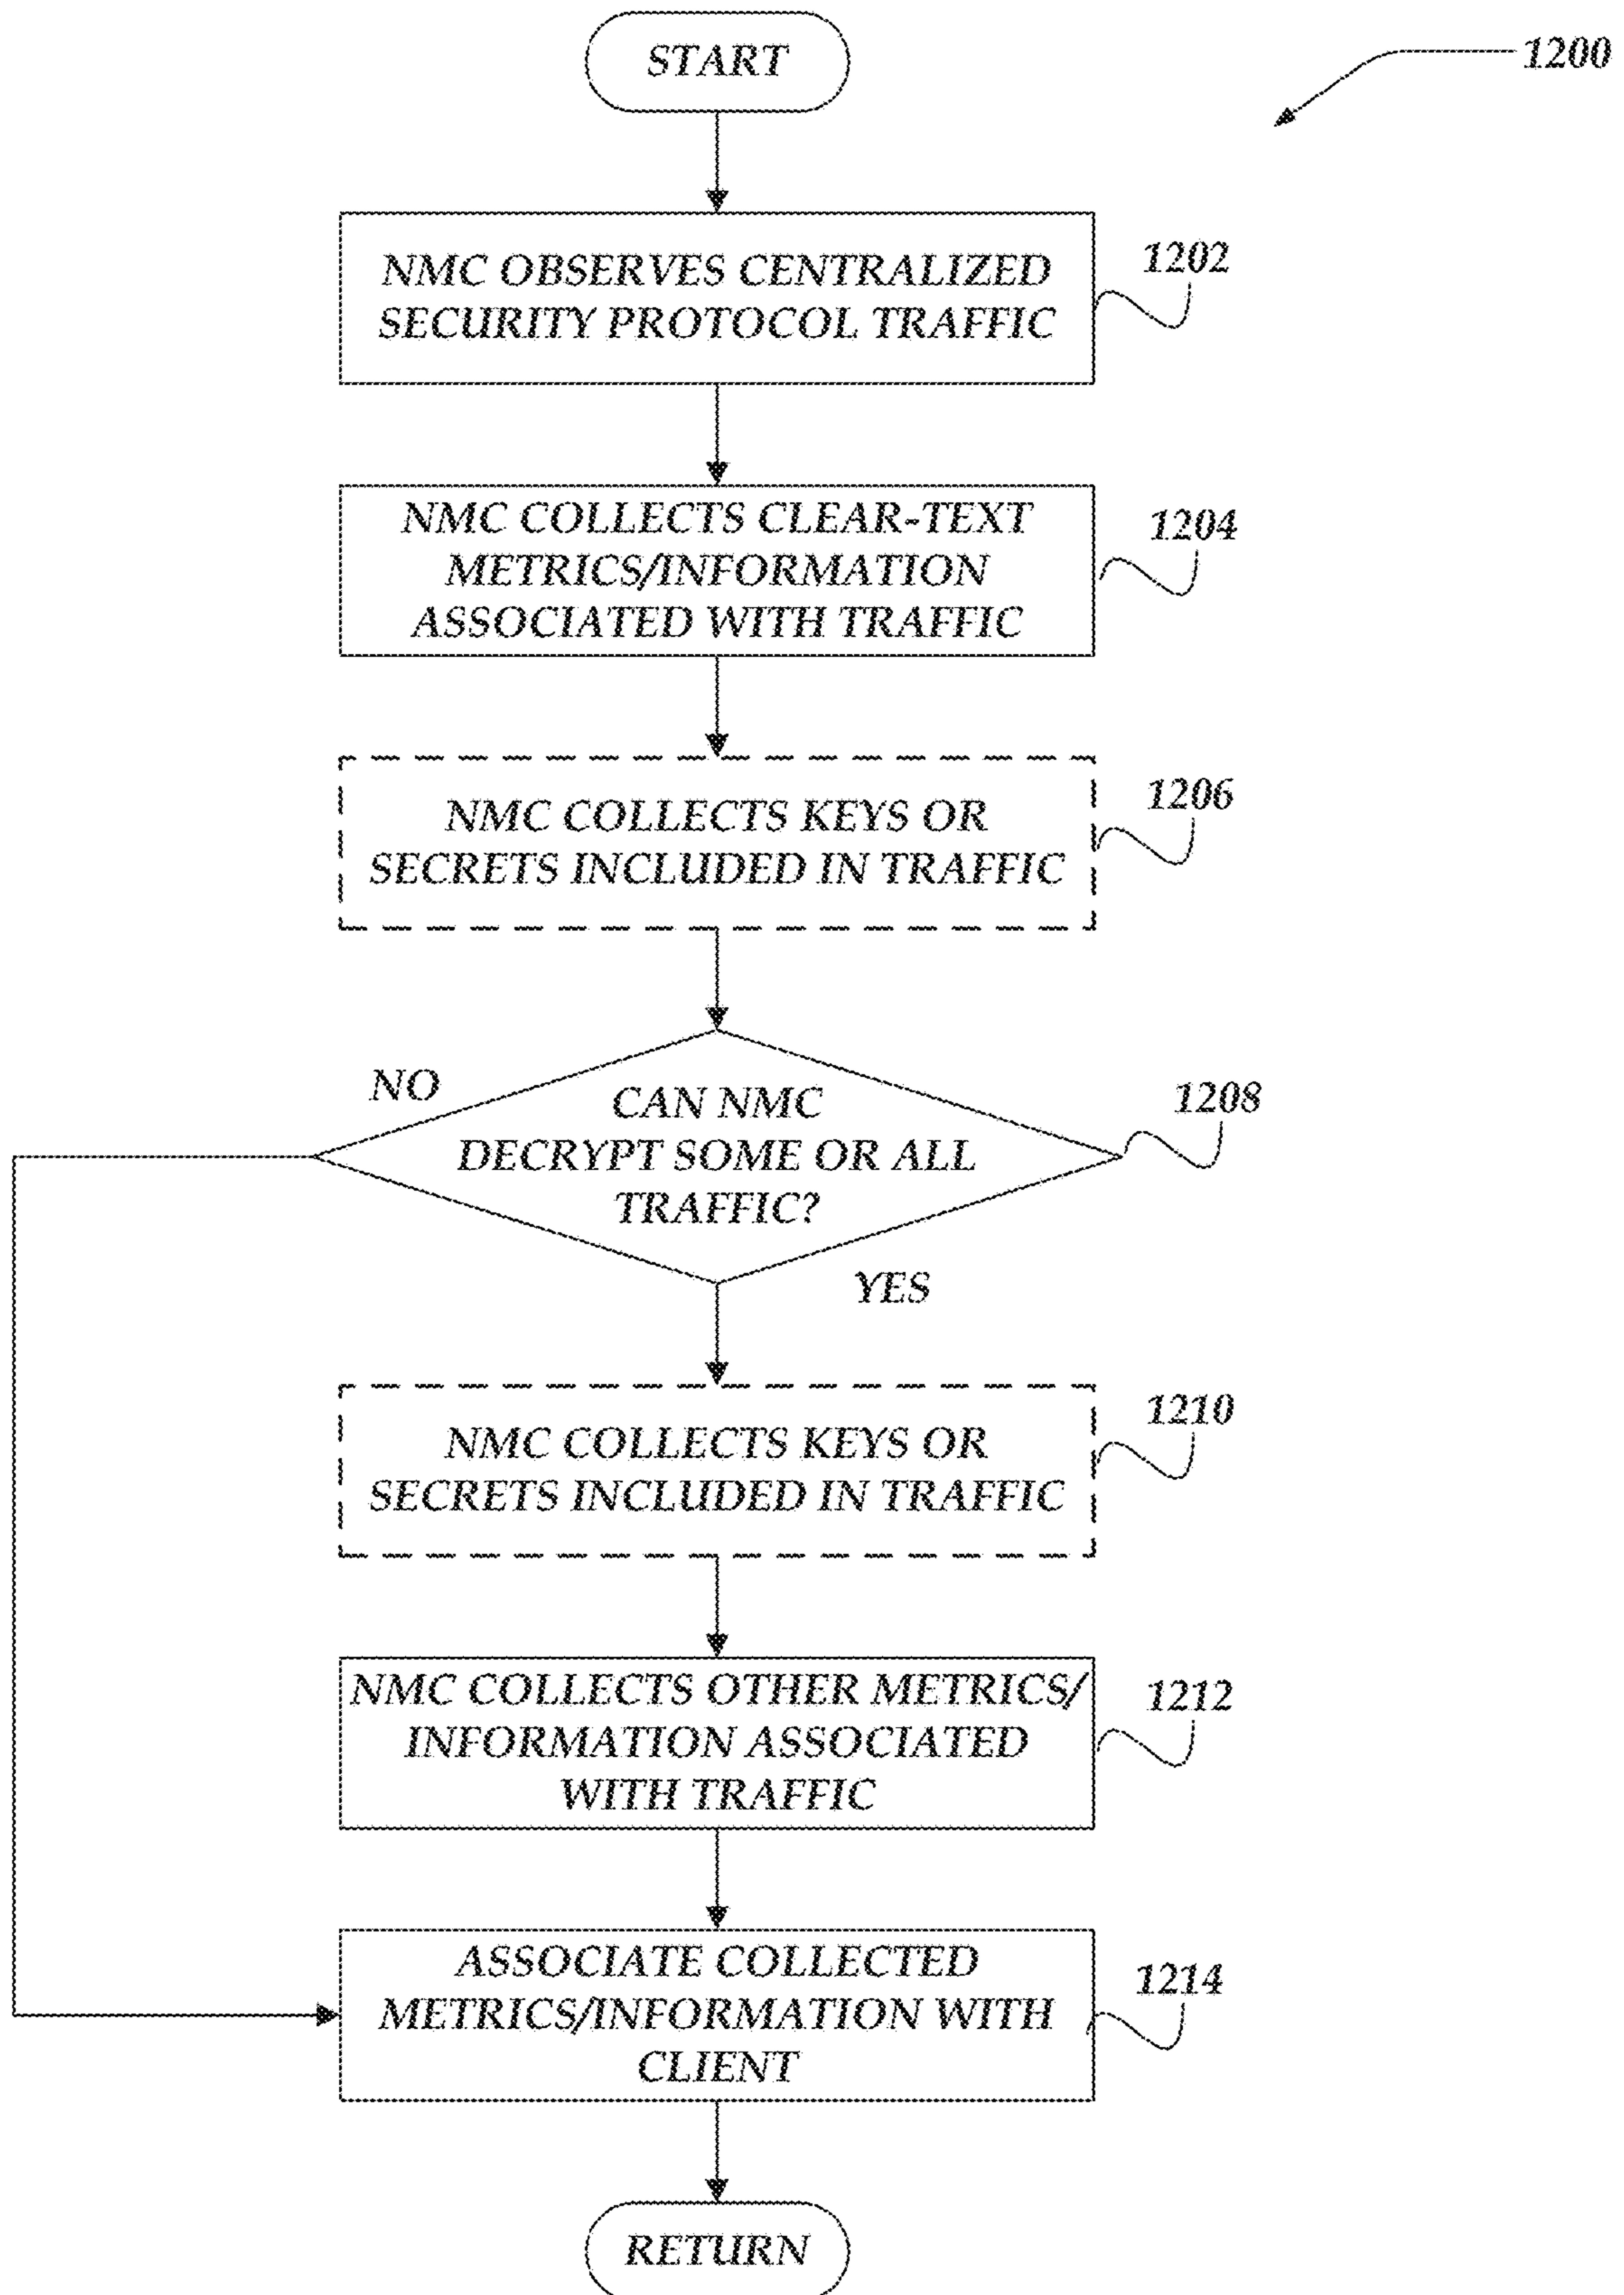 START
1200
NMC OBSERVES CENTRALIZED
SECURITY PROTOCOL TRAFFIC
1202
NMC COLLECTS CLEAR-TEXT
METRICS/INFORMATION
ASSOCIATED WITH TRAFFIC
1204
NMC COLLECTS KEYS OR
SECRETS INCLUDED IN TRAFFIC
1206
NO
CAN NMC
DECRYPT SOME OR ALL
TRAFFIC?
1208
YES
NMC COLLECTS KEYS OR
SECRETS INCLUDED IN TRAFFIC
1210
NMC COLLECTS OTHER METRICS/
INFORMATION ASSOCIATED
WITH TRAFFIC
1212
ASSOCIATE COLLECTED
METRICS/INFORMATION WITH
CLIENT
1214
RETURN